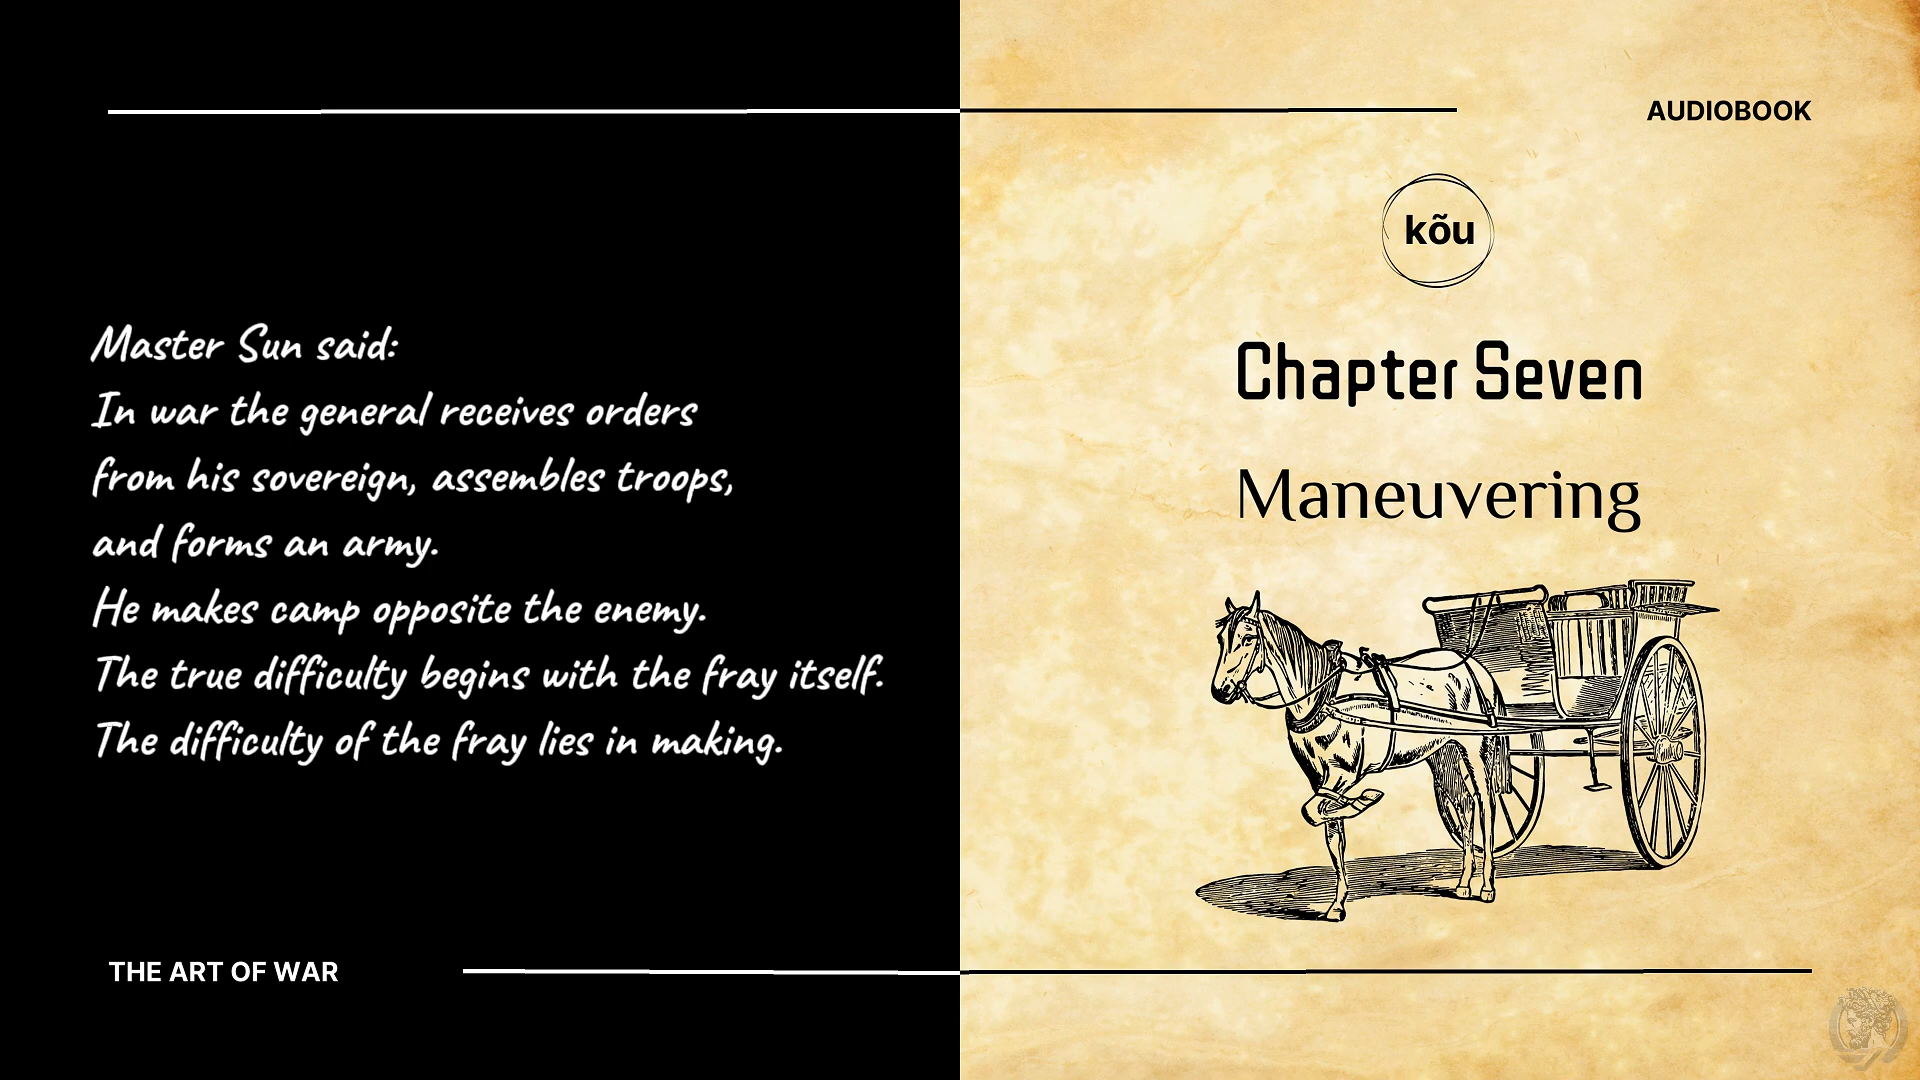 Master Sun said:
In war the general receives orders
from his sovereign, assembles troops,
and forms an army.
He makes camp opposite the enemy.
The true difficulty begins with the fray itself.
The difficulty of the fray lies in making.
THE ART OF WAR
AUDIOBOOK
kõu
Chapter Seven
Maneuvering